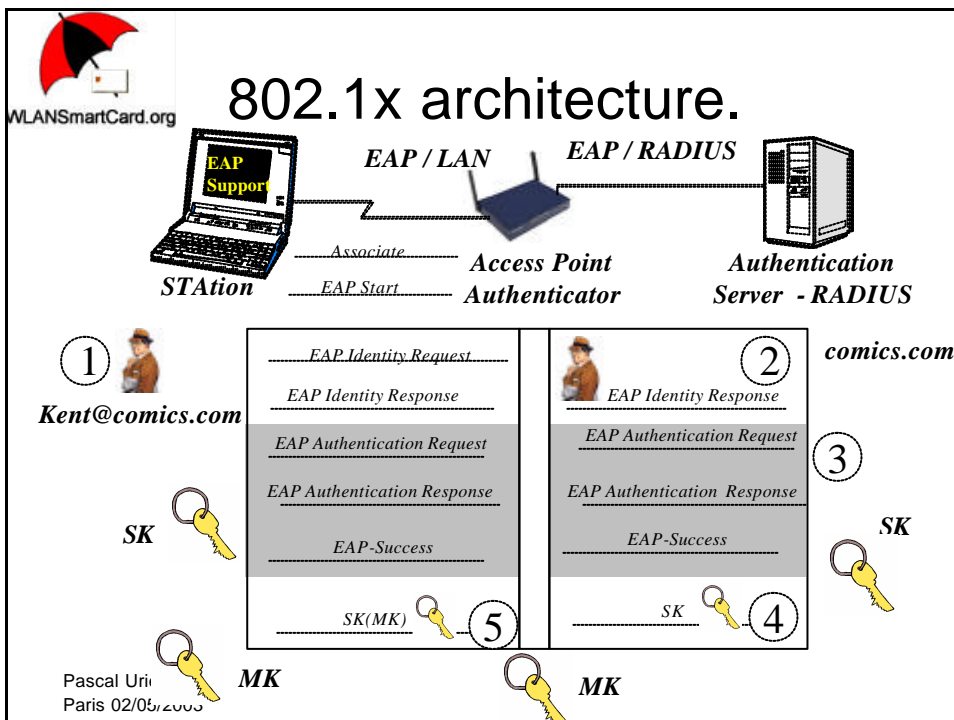 WLANSmartCard.org
802.1x architecture.
EAP
Support
EAP / LAN
EAP / RADIUS
Associate
EAP Start
STAtion
Access Point
Authenticator
Authentication
Server - RADIUS
1
Kent@comics.com
EAP Identity Request
EAP Identity Response
EAP Authentication Request
EAP Authentication Response
EAP-Success
SK(MK)
5
2
EAP Identity Response
EAP Authentication Request
EAP Authentication Response
EAP-Success
SK
4
comics.com
3
SK
SK
MK
MK
Pascal
Paris